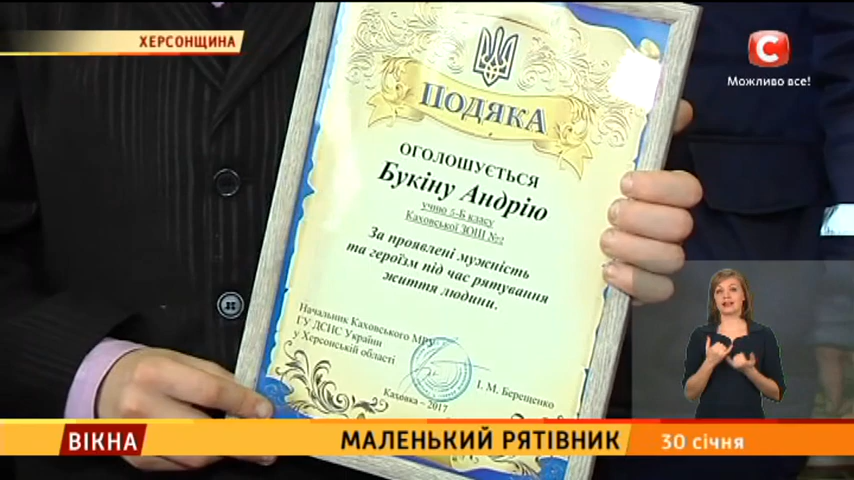 ХЕРСОНЩИНА
С
Можливо все!
ПОДЯКА
ОГОЛОШУЄТЬСЯ
Букіну Андрію
учню 5-Б класу
Каховської ЗОШ №2
За проявлені мужність
та героїзм під час рятування
життя людини.
Начальник Каховського МРУ
ГУ ДСНС України
у Херсонській області
І. М. Берещенко
Каховка – 2017
ВІКНА
МАЛЕНЬКИЙ РЯТІВНИК
30 січня